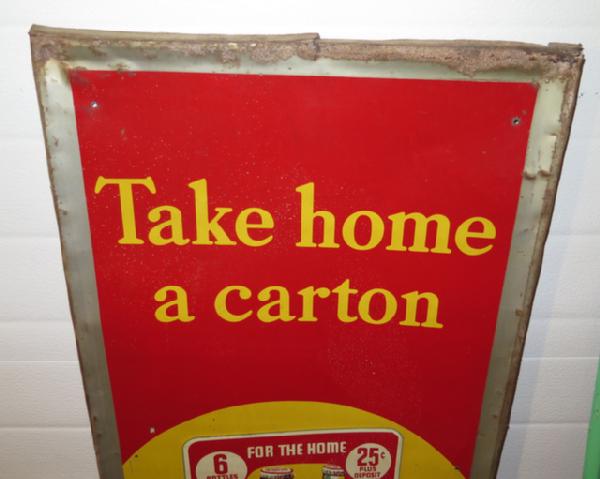 Take home
a carton
FOR THE HOME
6
BOTTLES
25¢
PLUS
DEPOSIT